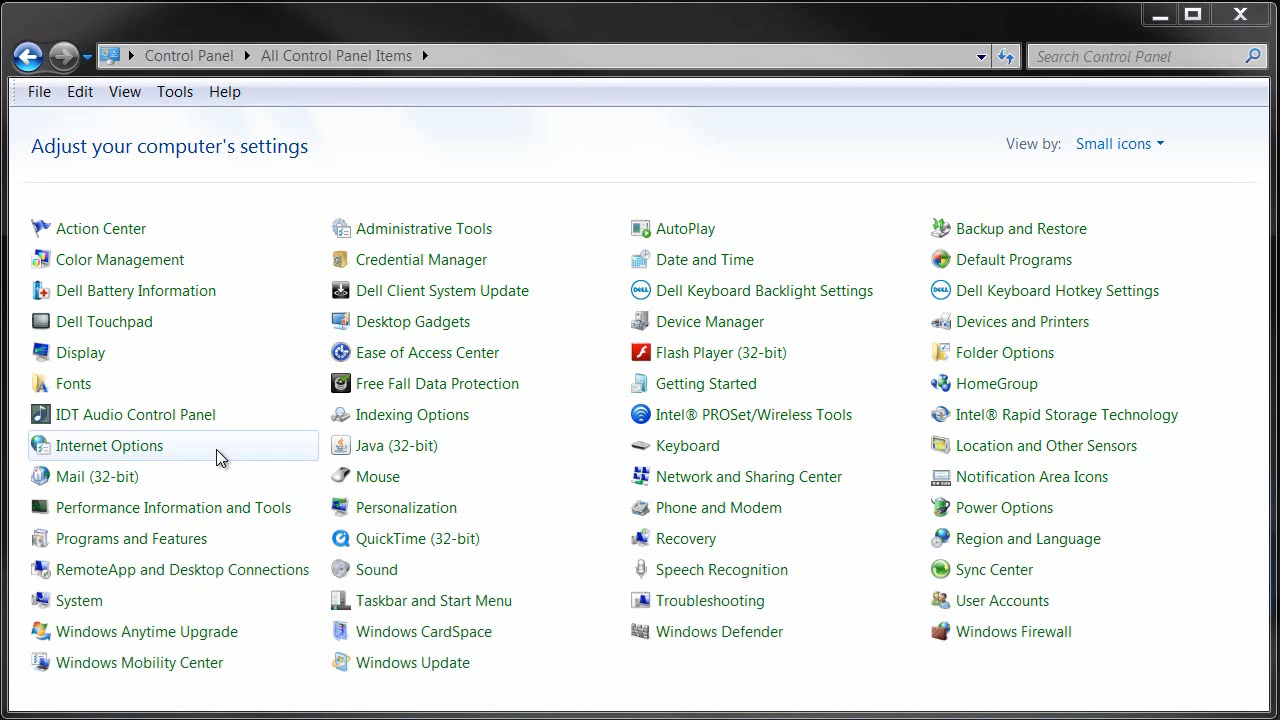 Control Panel All Control Panel Items
Search Control Panel
File Edit View Tools Help
Adjust your computer's settings
View by: Small icons
Action Center Administrative Tools AutoPlay Backup and Restore
Color Management Credential Manager Date and Time Default Programs
Dell Battery Information Dell Client System Update Dell Keyboard Backlight Settings Dell Keyboard Hotkey Settings
Dell Touchpad Desktop Gadgets Device Manager Devices and Printers
Display Ease of Access Center Flash Player (32-bit) Folder Options
Fonts Free Fall Data Protection Getting Started HomeGroup
IDT Audio Control Panel Indexing Options Intel® PROSet/Wireless Tools Intel® Rapid Storage Technology
Internet Options Java (32-bit) Keyboard Location and Other Sensors
Mail (32-bit) Mouse Network and Sharing Center Notification Area Icons
Performance Information and Tools Personalization Phone and Modem Power Options
Programs and Features QuickTime (32-bit) Recovery Region and Language
RemoteApp and Desktop Connections Sound Speech Recognition Sync Center
System Taskbar and Start Menu Troubleshooting User Accounts
Windows Anytime Upgrade Windows CardSpace Windows Defender Windows Firewall
Windows Mobility Center Windows Update